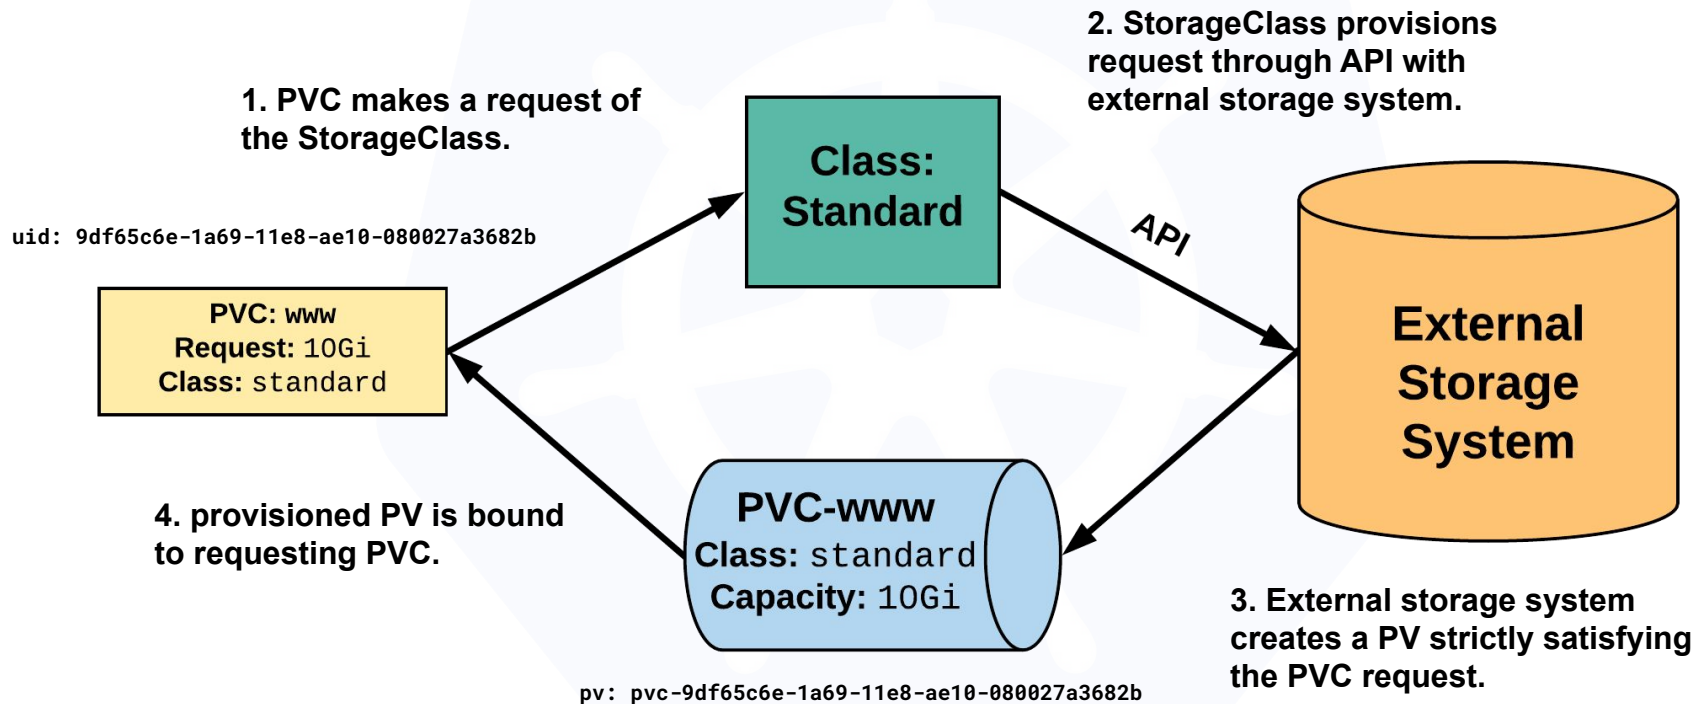 2. StorageClass provisions
request through API with
external storage system.
1. PVC makes a request of
the StorageClass.
Class:
Standard
API
uid: 9df65c6e-1a69-11e8-ae10-080027a3682b
PVC: www
Request: 10Gi
Class: standard
External
Storage
System
4. provisioned PV is bound
to requesting PVC.
PVC-www
Class: standard
Capacity: 10Gi
3. External storage system
creates a PV strictly satisfying
the PVC request.
pv: pvc-9df65c6e-1a69-11e8-ae10-080027a3682b